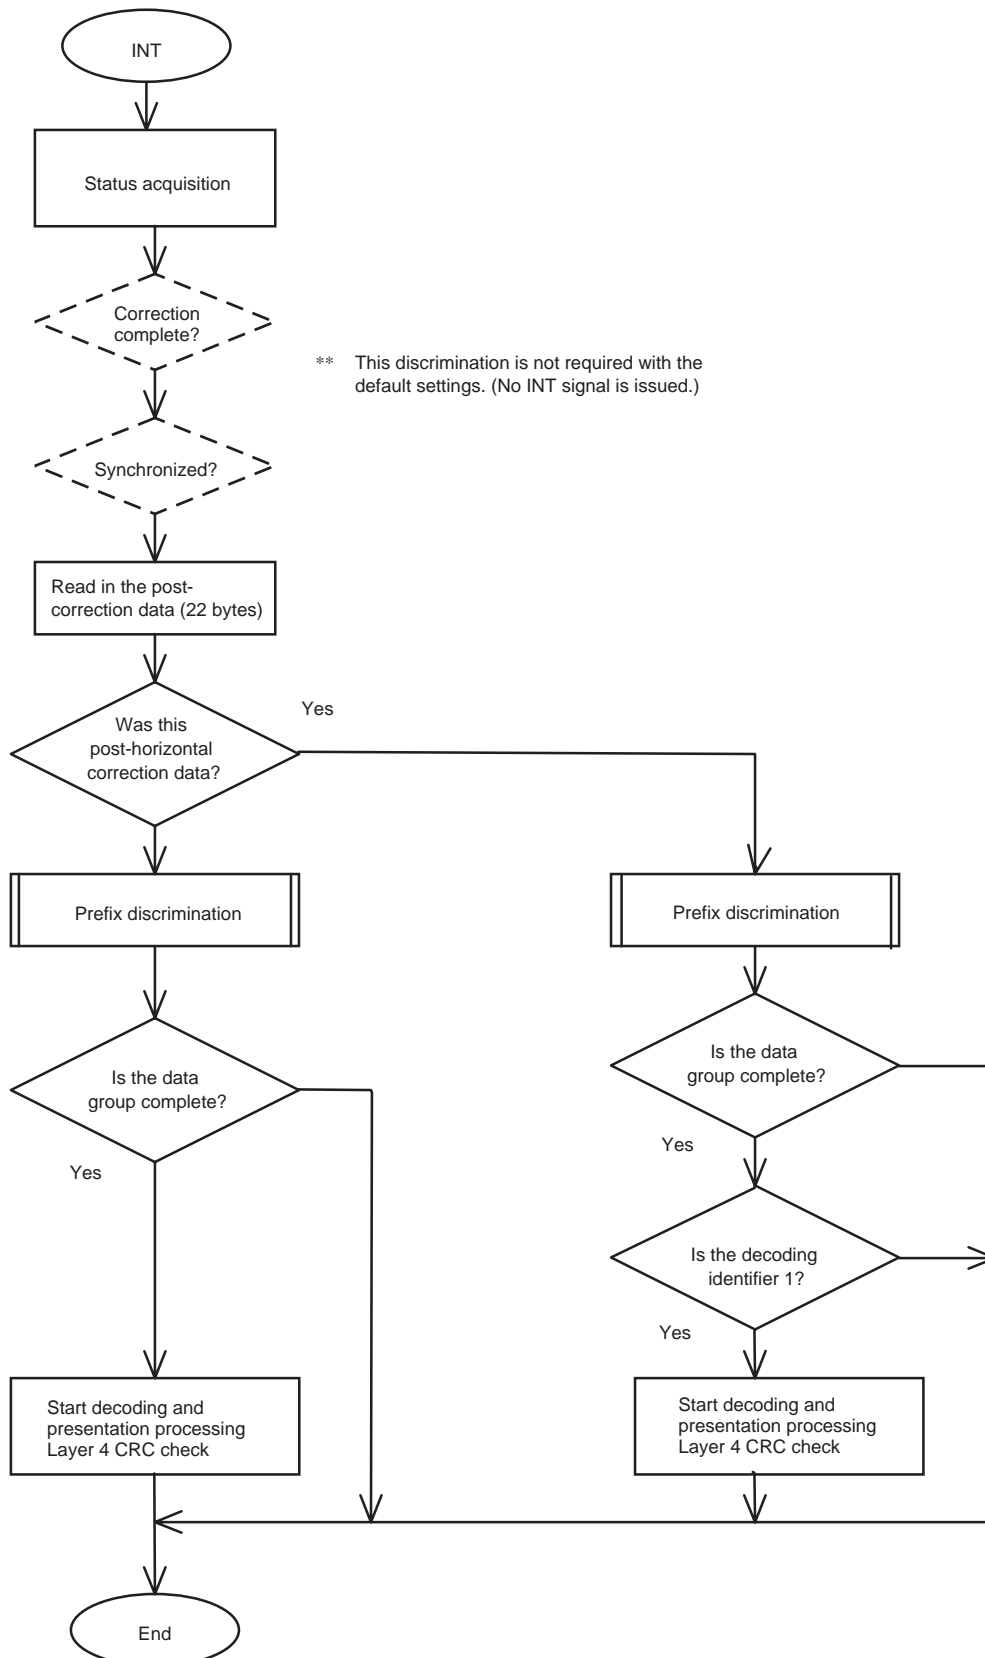 INT
Status acquisition
Correction
complete?
** This discrimination is not required with the
default settings. (No INT signal is issued.)
Synchronized?
Read in the post-
correction data (22 bytes)
Yes
Was this
post-horizontal
correction data?
Prefix discrimination
Prefix discrimination
Is the data
group complete?
Yes
Is the data
group complete?
Yes
Is the decoding
identifier 1?
Yes
Start decoding and
presentation processing
Layer 4 CRC check
Start decoding and
presentation processing
Layer 4 CRC check
End